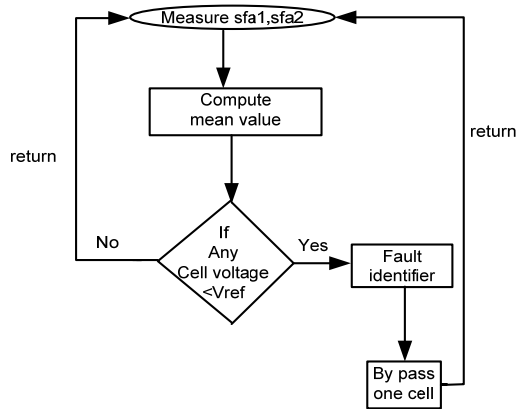 Measure sfa1,sfa2
Compute
mean value
return
return
If
Any
Cell voltage
<Vref
No
Yes
Fault
identifier
By pass
one cell